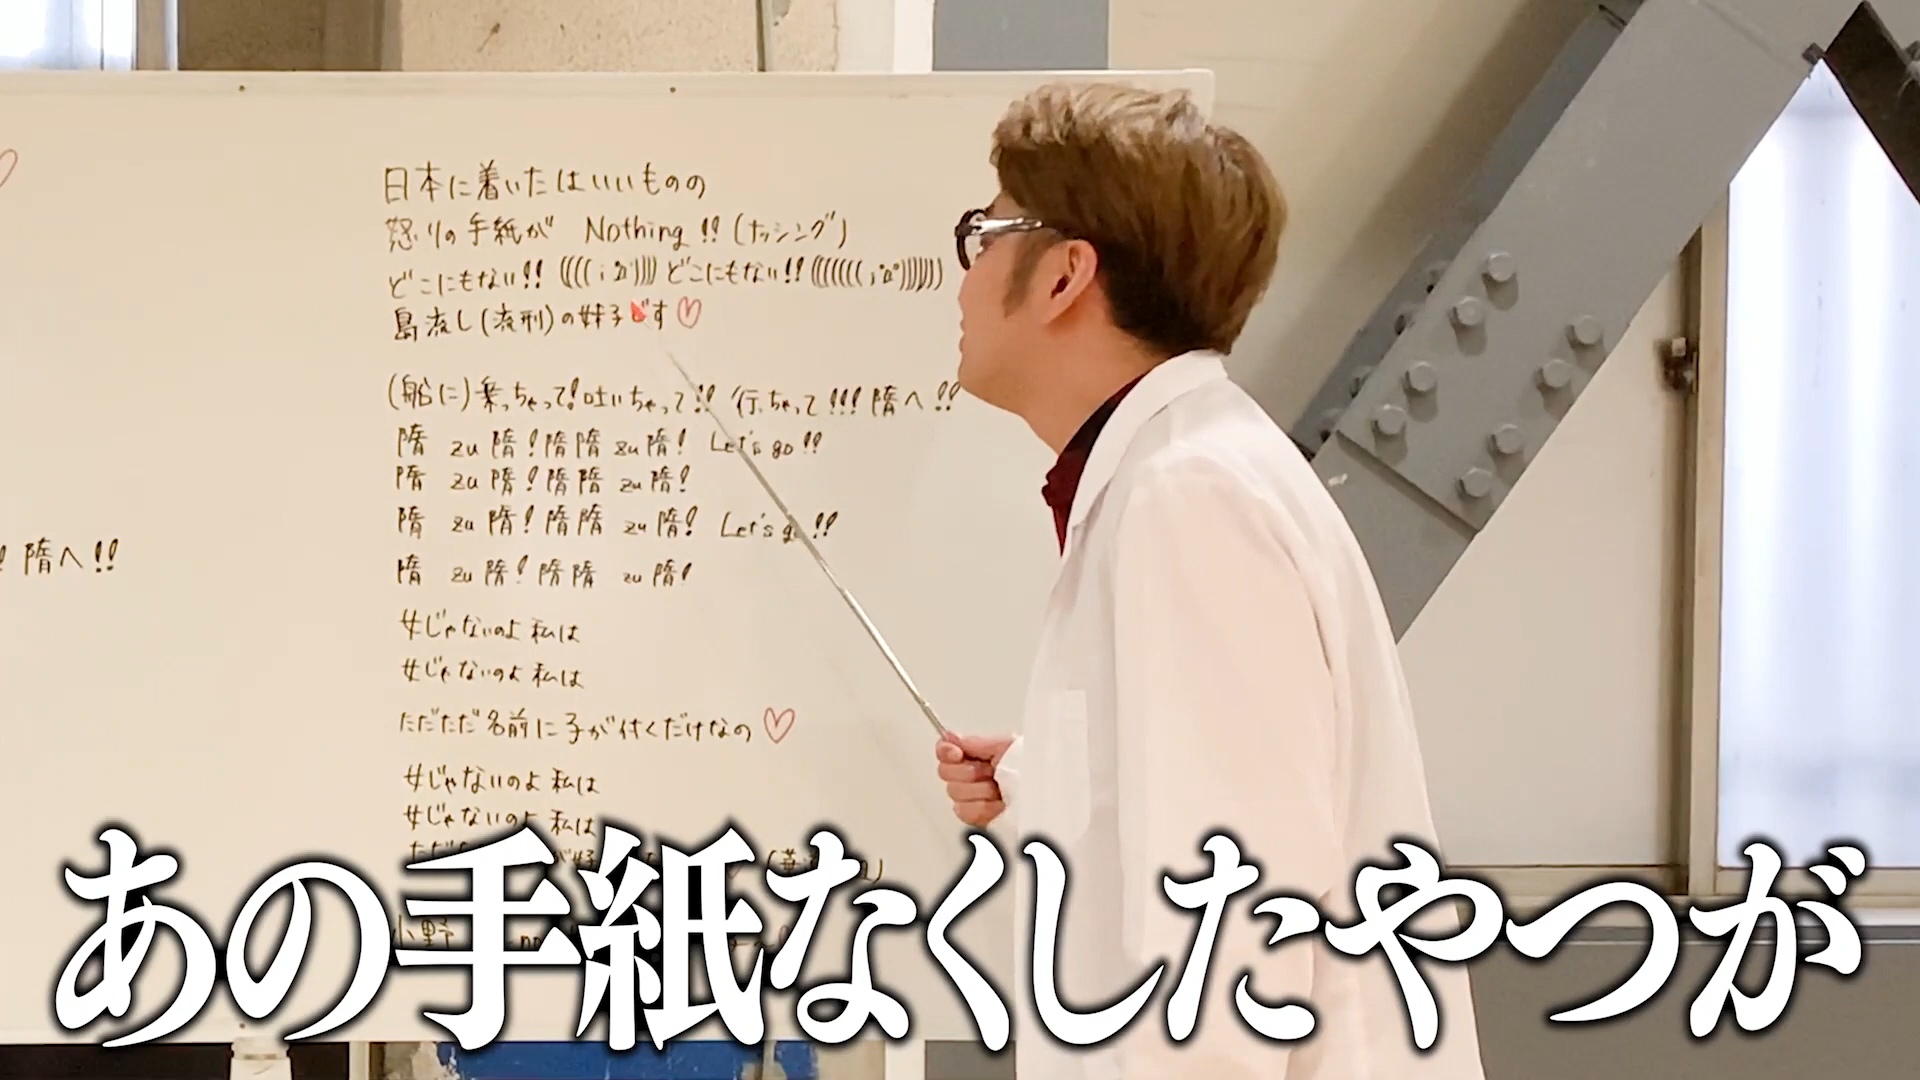 隋へ!!
日本に着いたはいいものの
怒りの手紙が Nothing!!(ナッシング)
どこにもない!! ((((；゚Д゚)))) どこにもない!! (((((((；゚Д゚)))))))
島流し(流刑)の妹子どす♡
(船に)乗っちゃって!吐いちゃって!! 行っちゃって!!!隋へ!!
隋 zu 隋!隋隋 zu 隋! Let's go!!
隋 zu 隋!隋隋 zu 隋!
隋 zu 隋!隋隋 zu 隋! Let's go!!
隋 zu 隋!隋隋 zu 隋!
女じゃないのよ 私は
女じゃないのよ 私は
ただただ名前に子が付くだけなの♡
女じゃないのよ 私は
女じゃないのよ 私は
小野
あの手紙なくしたやつが